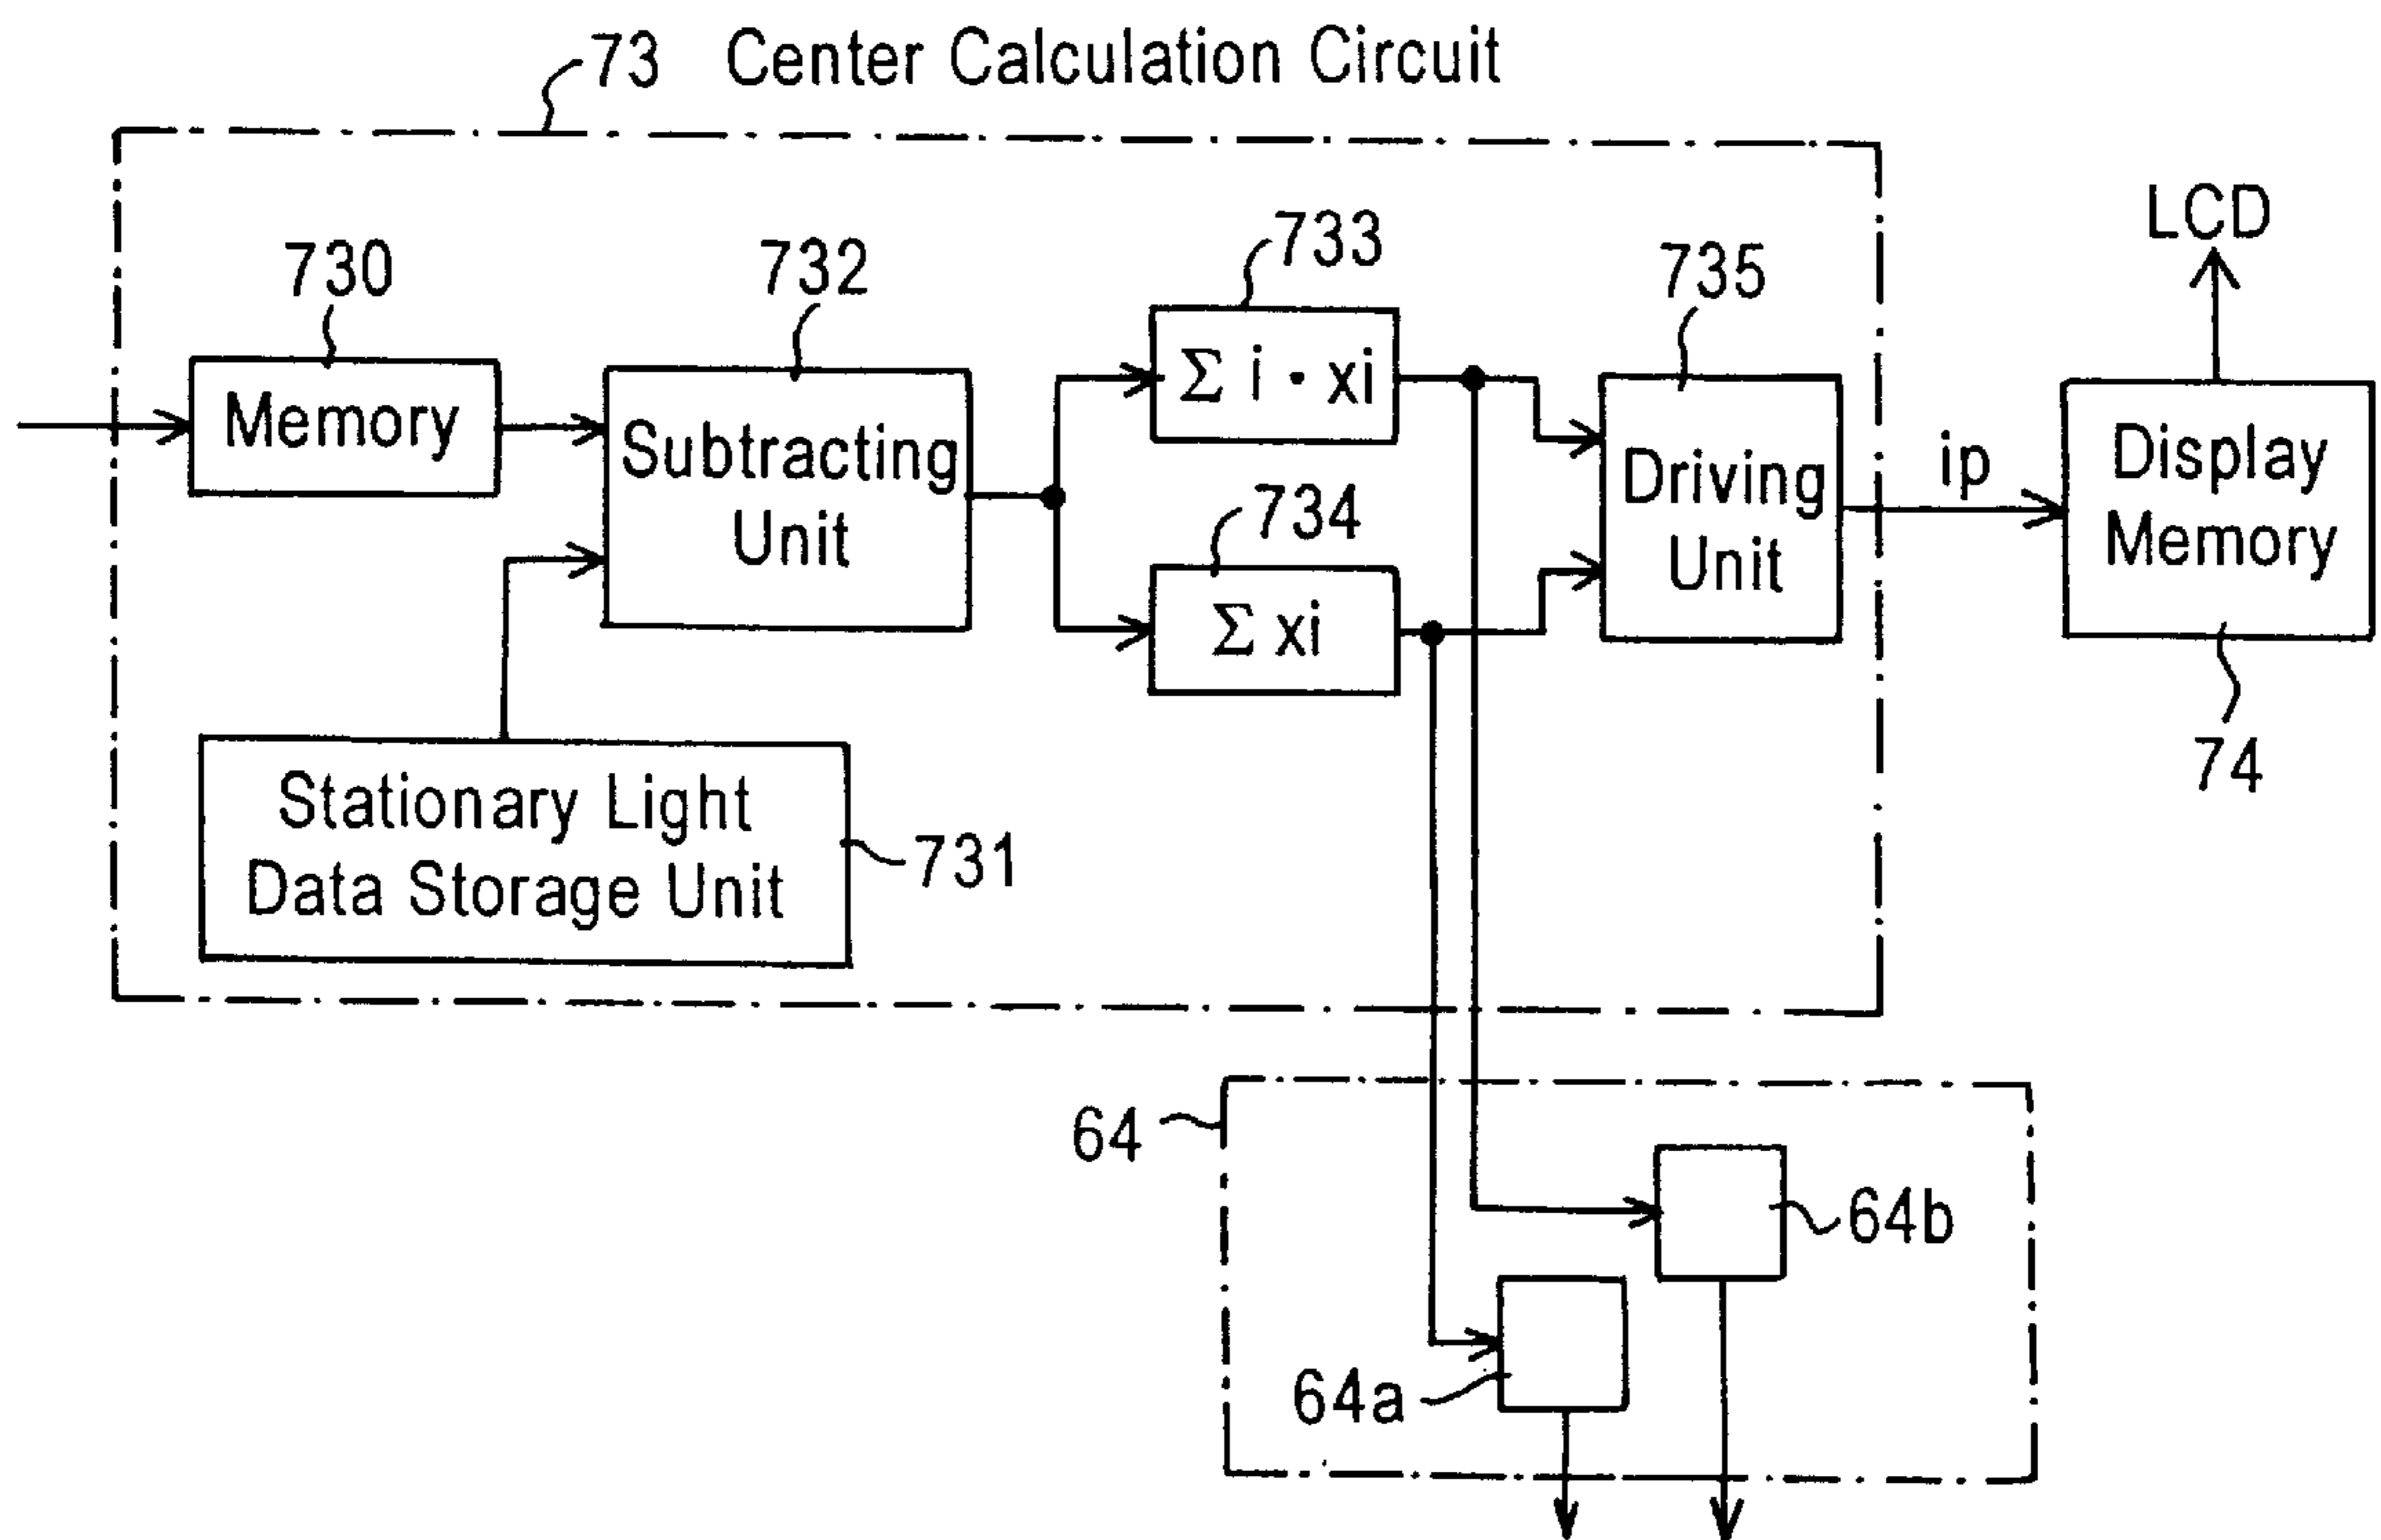 73 Center Calculation Circuit
LCD
730
732
733
735
Memory
Σ i · xi
Subtracting
Unit
734
Driving
Unit
ip
Display
Memory
Σ xi
Stationary Light
Data Storage Unit
731
74
64
64b
64a